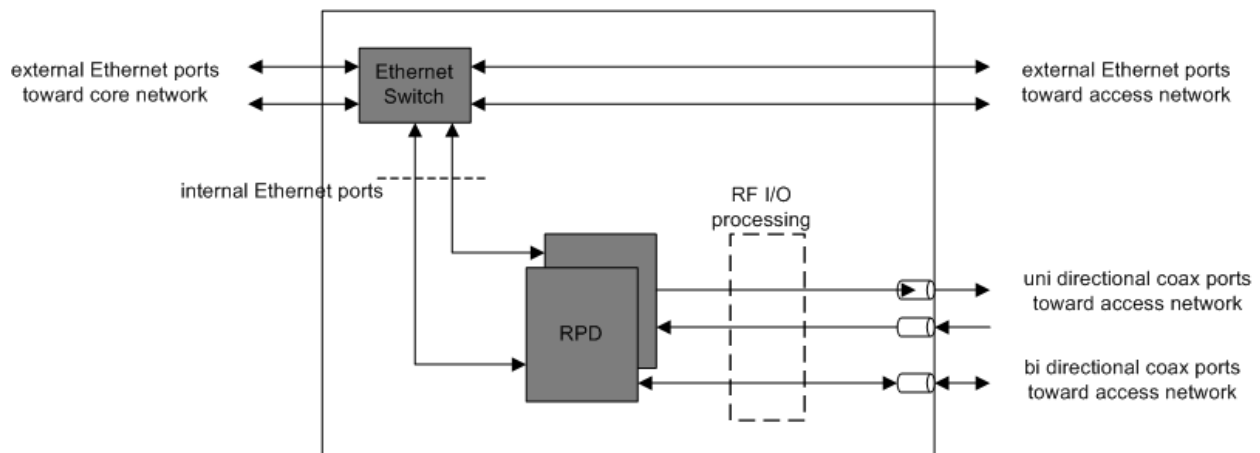 external Ethernet ports
toward core network
Ethernet
Switch
external Ethernet ports
toward access network
internal Ethernet ports
RF I/O
processing
RPD
uni directional coax ports
toward access network
bi directional coax ports
toward access network